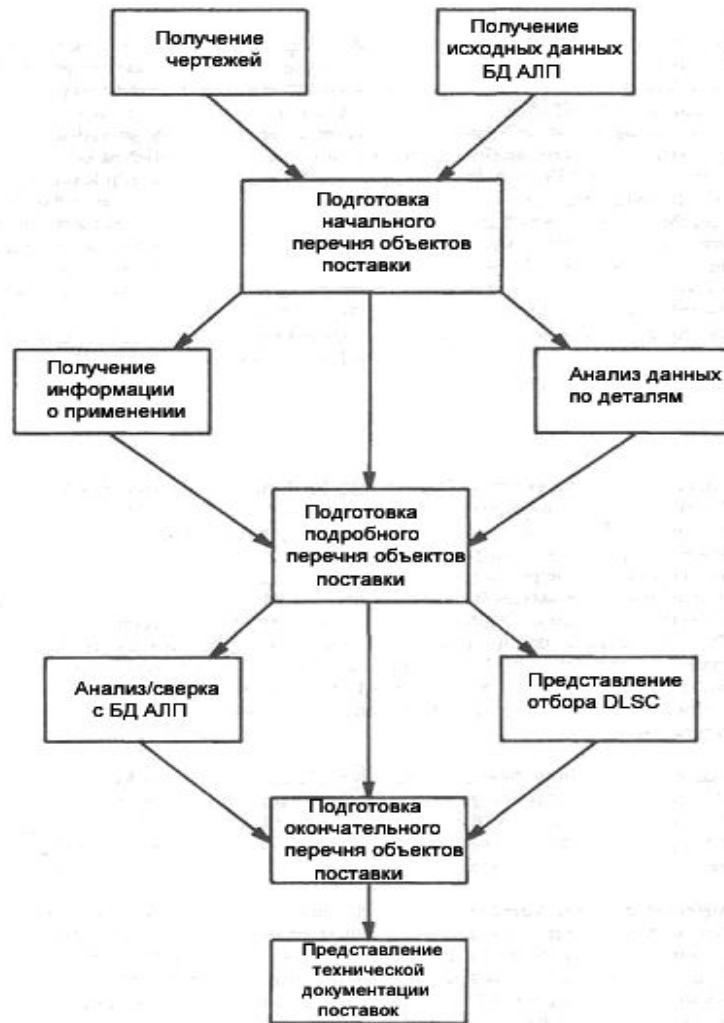 Получение
чертежей
Получение
исходных данных
БД АЛП
Подготовка
начального
перечня объектов
поставки
Получение
информации
о применении
Анализ данных
по деталям
Подготовка
подробного
перечня объектов
поставки
Анализ/сверка
с БД АЛП
Представление
отбора DLSC
Подготовка
окончательного
перечня объектов
поставки
Представление
технической
документации
поставок